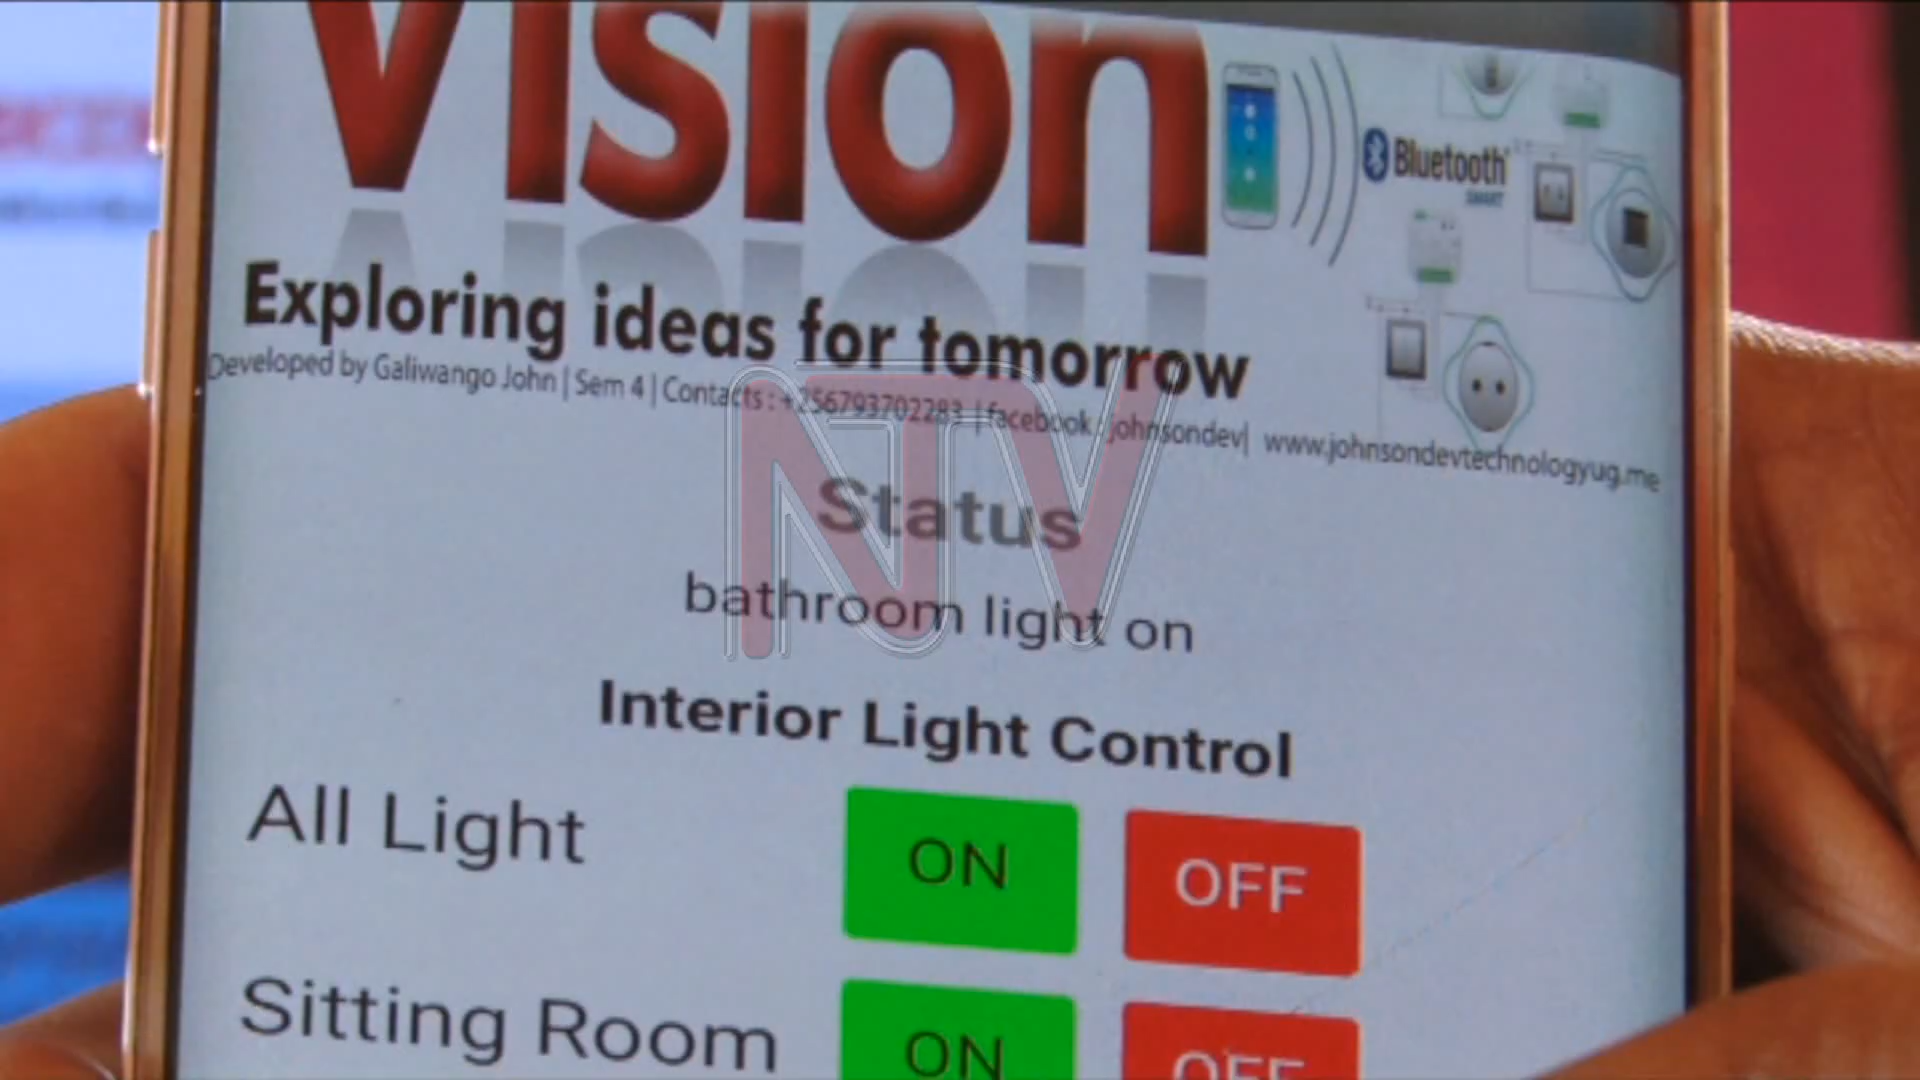 Vision
Bluetooth
SMART
Exploring ideas for tomorrow
Developed by Galiwango John | Sem 4 | Contacts : +256793702283 | facebook : johnsondev| www.johnsondevtechnologyug.me
NTV
Status
bathroom light on
Interior Light Control
All Light ON OFF
Sitting Room ON OFF